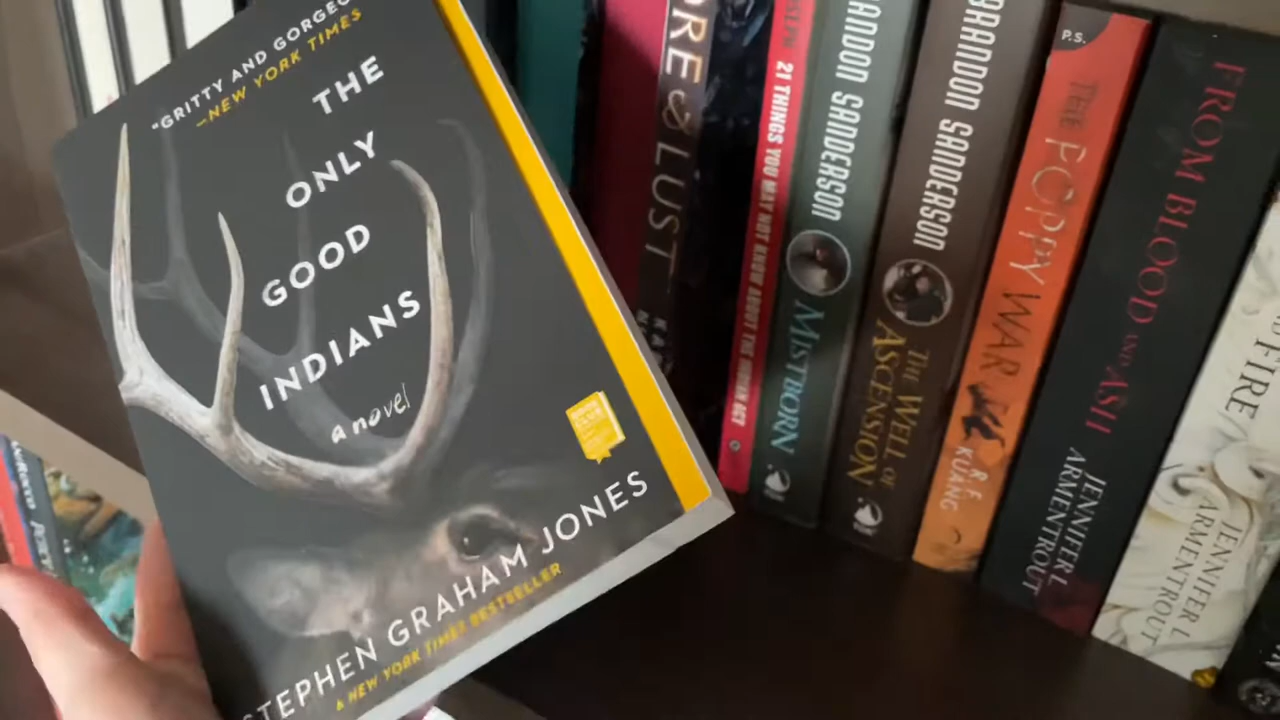 "GRITTY AND GORGEO
—NEW YORK TIMES
THE
ONLY
GOOD
INDIANS
a novel
STEPHEN GRAHAM JONES
A NEW YORK TIMES BESTSELLER
ORE & LUST
21 THINGS YOU MAY NOT KNOW ABOUT THE INDIAN ACT
BRANDON SANDERSON
MISTBORN
BRANDON SANDERSON
THE WELL OF
ASCENSION
P.S.
THE POPPY WAR
R. F.
KUANG
FROM BLOOD AND ASH
JENNIFER L.
ARMENTROUT
FIRE
JENNIFER L.
ARMENTROUT